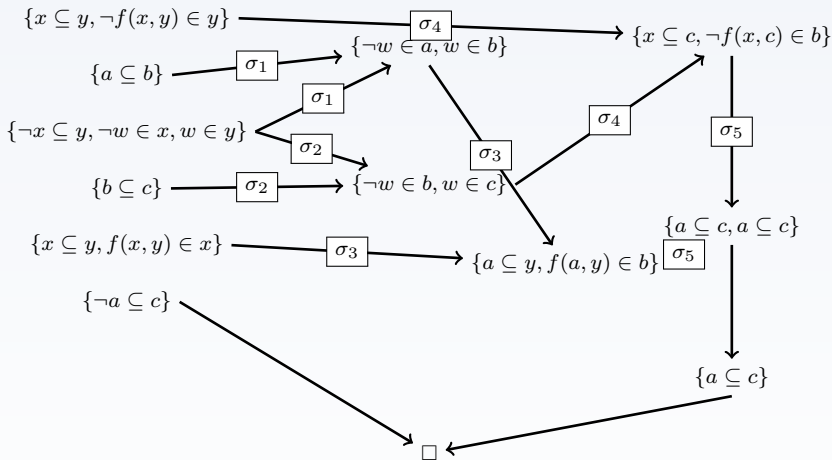 {x ⊆ y, ¬f(x, y) ∈ y}
σ4
{x ⊆ c, ¬f(x, c) ∈ b}
{¬w ∈ a, w ∈ b}
{a ⊆ b}
σ1
σ1
σ4
{¬x ⊆ y, ¬w ∈ x, w ∈ y}
σ2
σ3
σ5
{b ⊆ c}
σ2
{¬w ∈ b, w ∈ c}
{a ⊆ c, a ⊆ c}
{x ⊆ y, f(x, y) ∈ x}
σ3
{a ⊆ y, f(a, y) ∈ b}
σ5
{¬a ⊆ c}
{a ⊆ c}
□